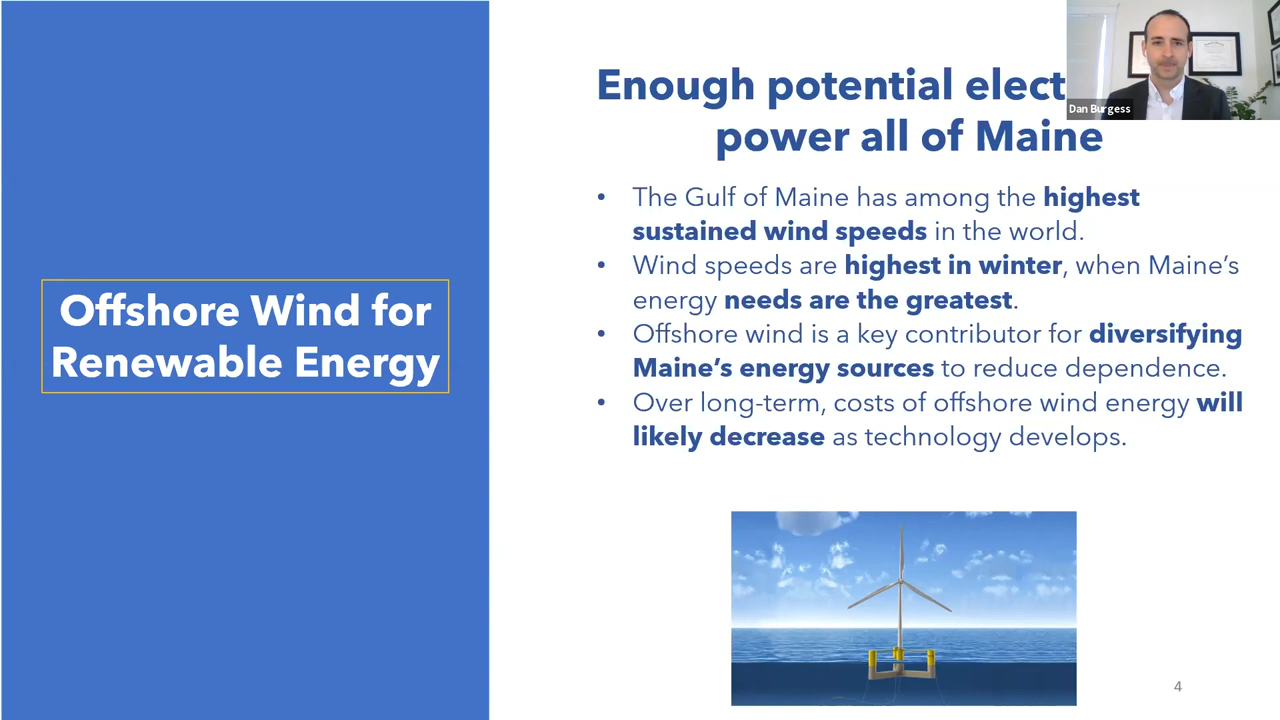 Offshore Wind for
Renewable Energy
Enough potential elect
power all of Maine
Dan Burgess
• The Gulf of Maine has among the highest
sustained wind speeds in the world.
• Wind speeds are highest in winter, when Maine's
energy needs are the greatest.
• Offshore wind is a key contributor for diversifying
Maine's energy sources to reduce dependence.
• Over long-term, costs of offshore wind energy will
likely decrease as technology develops.
4